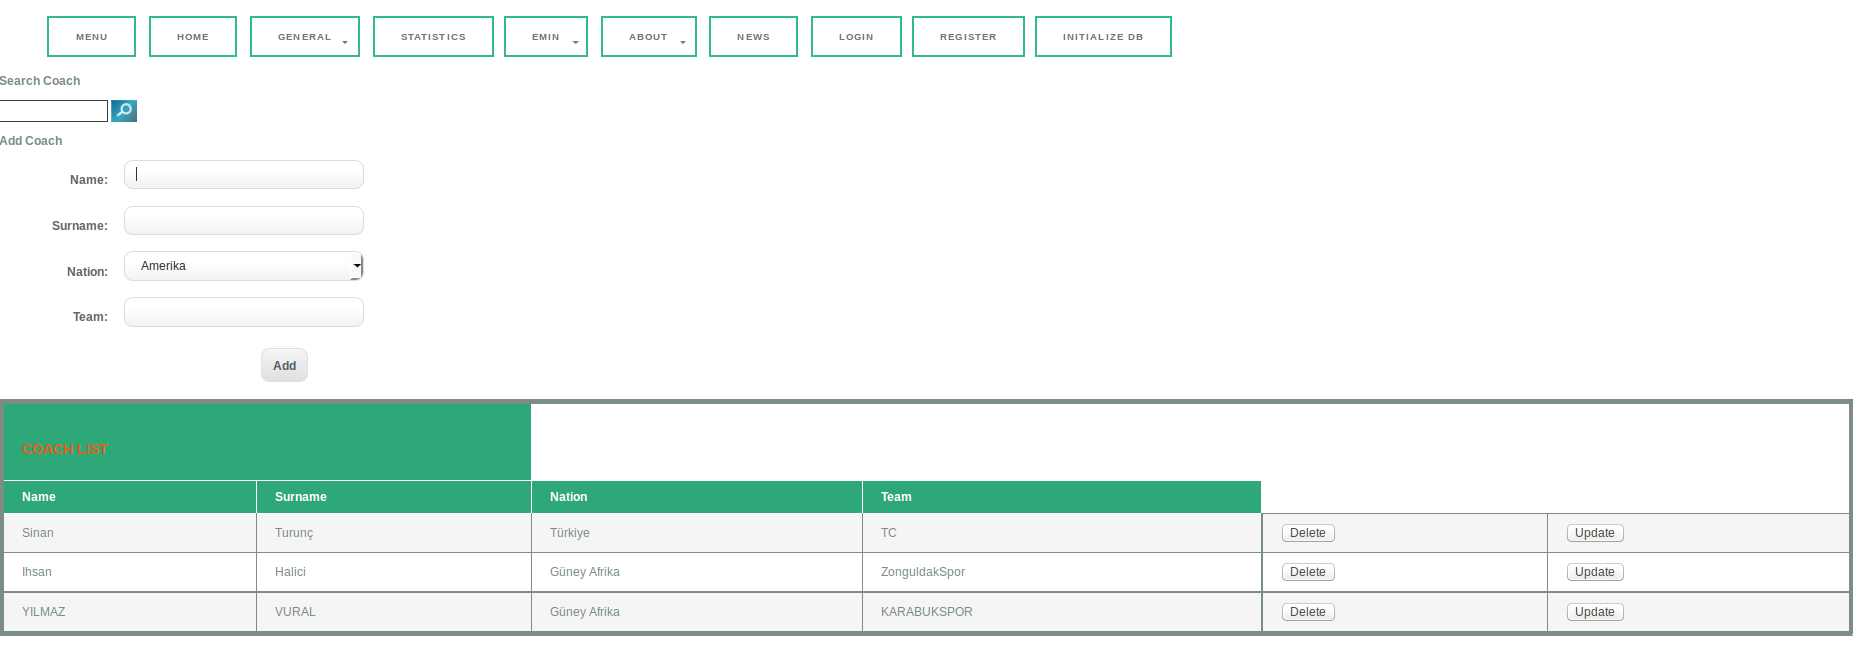 MENU HOME GENERAL STATISTICS EMIN ABOUT NEWS LOGIN REGISTER INITIALIZE DB
Search Coach
Add Coach
Name:
Surname:
Nation: Amerika
Team:
Add
COACH LIST
Name Surname Nation Team
Sinan Turunç Türkiye TC Delete Update
Ihsan Halici Güney Afrika ZonguldakSpor Delete Update
YILMAZ VURAL Güney Afrika KARABUKSPOR Delete Update